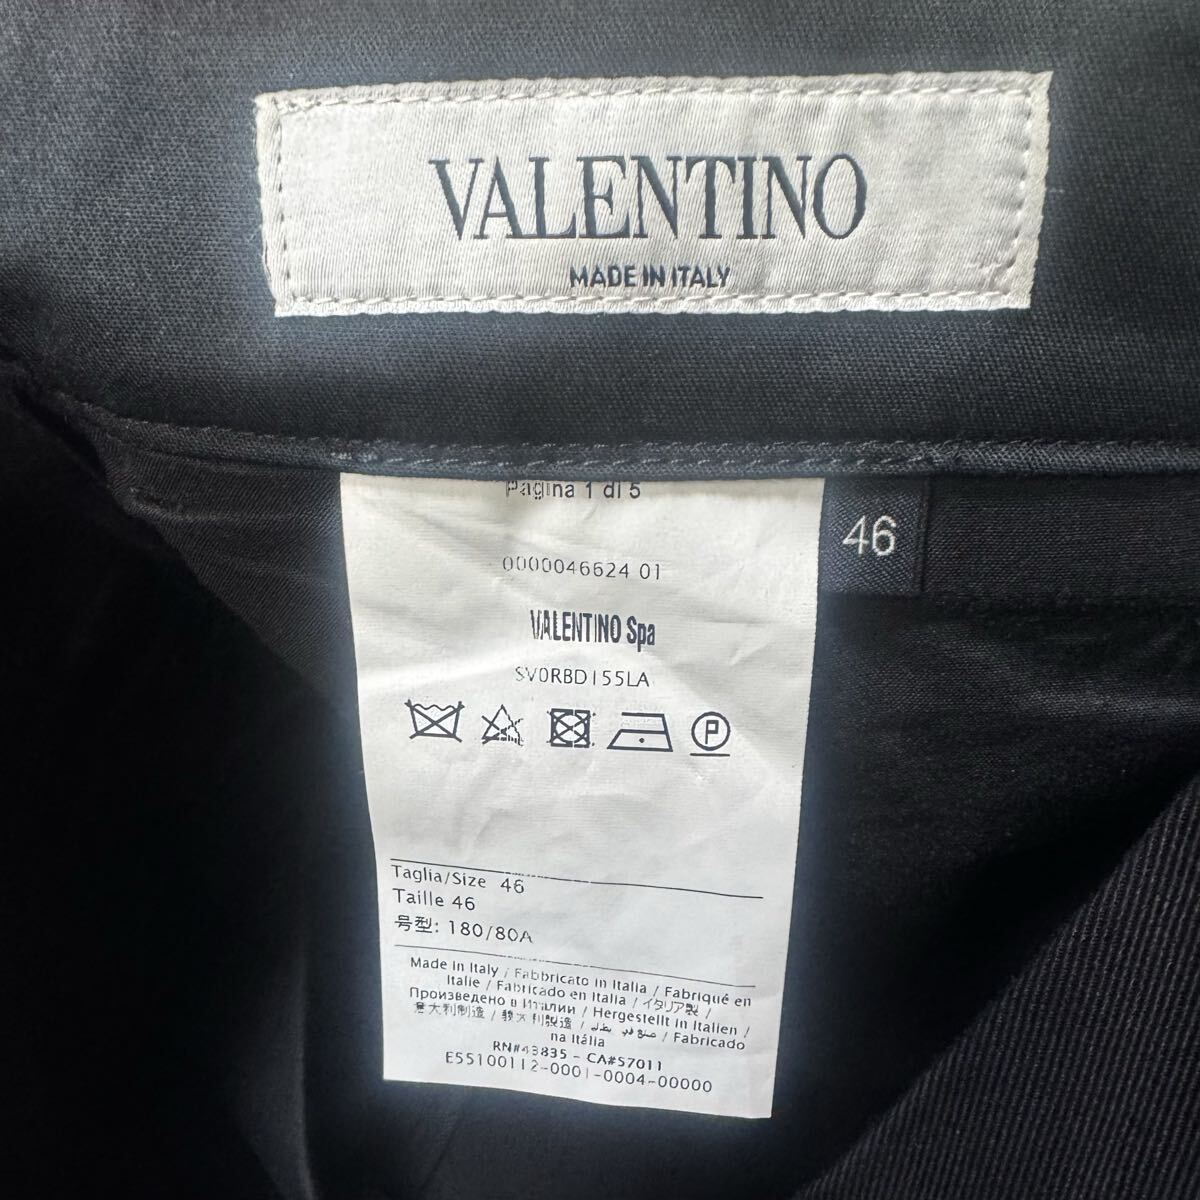 VALENTINO
MADE IN ITALY
46
Pagina 1 di 5
0000046624 01
VALENTINO Spa
SV0RBD155LA
P
Taglia/Size 46
Taille 46
号型: 180/80A
Made in Italy / Fabbricato in Italia / Fabriqué en
Italie / Fabricado en Italia / イタリア製 /
Произведено в Италии / Hergestellt in Italien /
意大利制造 / 義大利製造 / / Fabricado
na Itália
RN#43835 - CA#57011
E55100112-0001-0004-00000